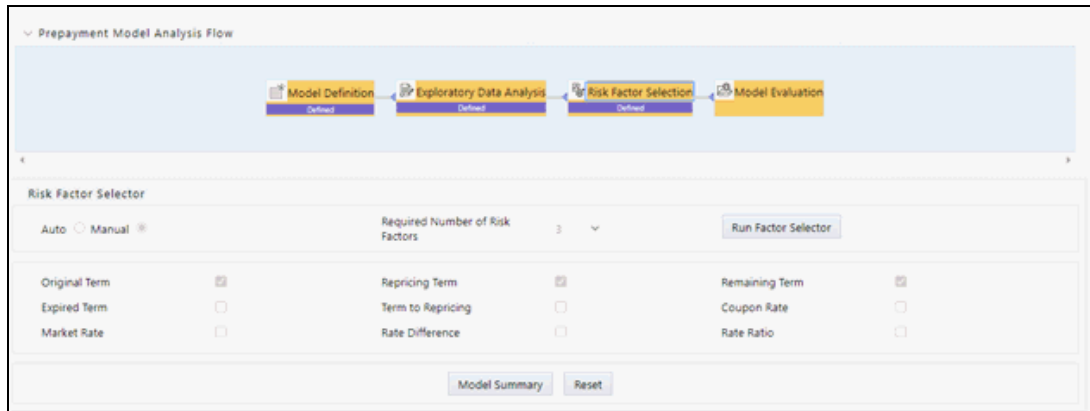 Prepayment Model Analysis Flow
Model Definition Exploratory Data Analysis Risk Factor Selection Model Evaluation
Defined Defined Defined
Risk Factor Selector
Auto Manual Required Number of Risk Factors 3 Run Factor Selector
Original Term Repricing Term Remaining Term
Expired Term Term to Repricing Coupon Rate
Market Rate Rate Difference Rate Ratio
Model Summary Reset